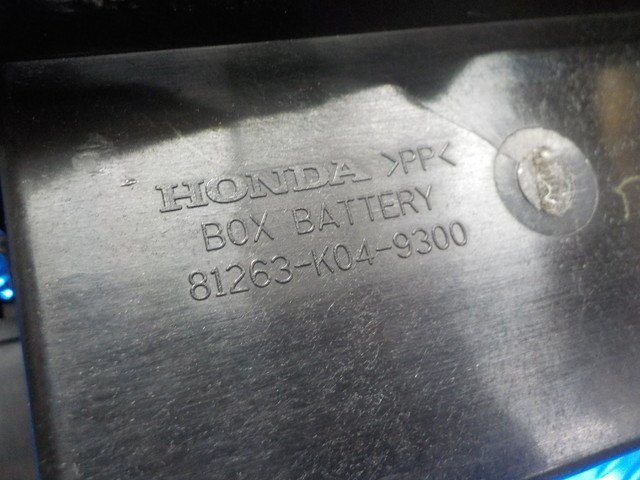 HONDA >PP<
BOX BATTERY
81263-K04-9300